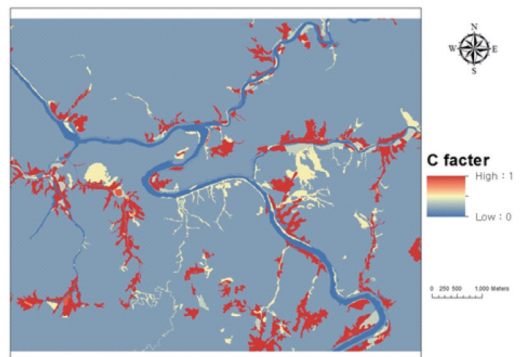 N
W E
S
C facter
High : 1
Low : 0
0 250 500 1,000 Meters